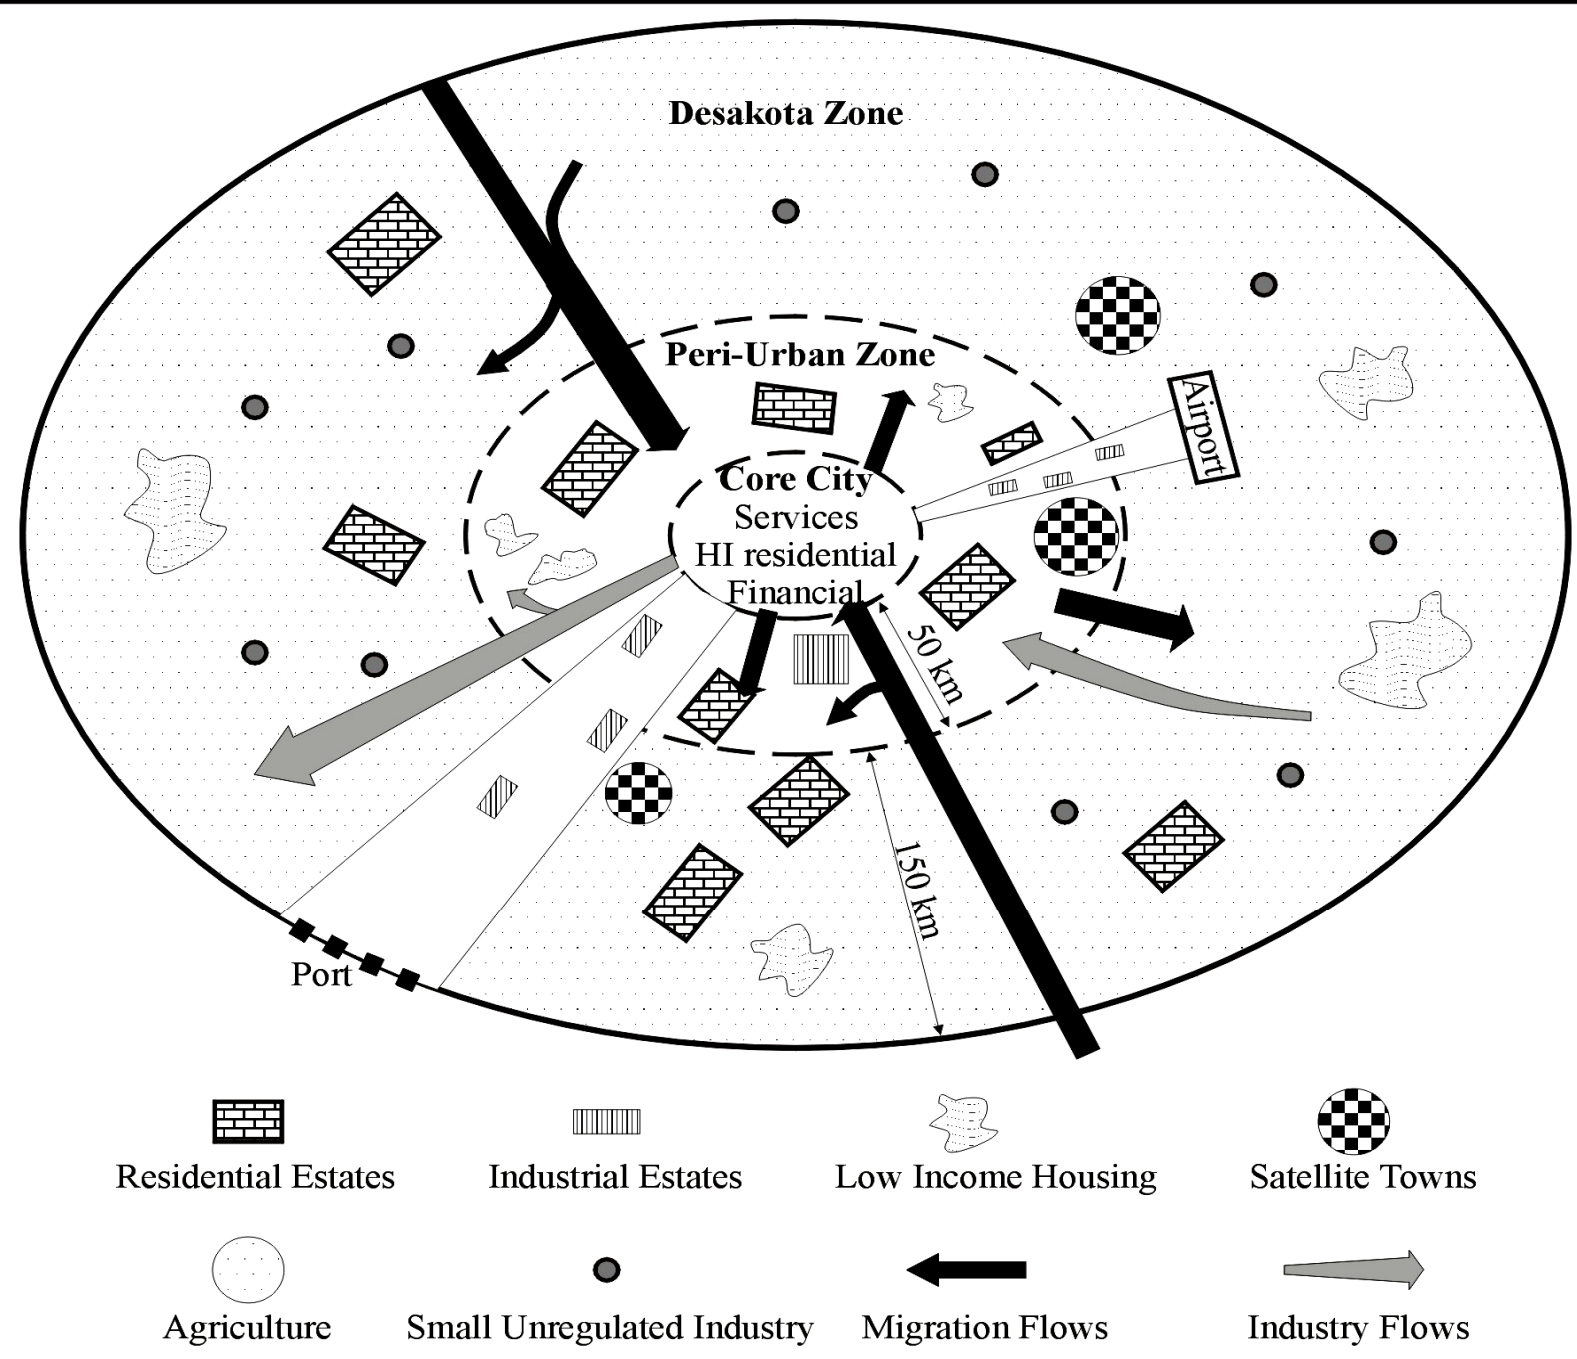 Desakota Zone
Peri-Urban Zone
Airport
Core City
Services
HI residential
Financial
50 km
150 km
Port
Residential Estates
Industrial Estates
Low Income Housing
Satellite Towns
Agriculture
Small Unregulated Industry
Migration Flows
Industry Flows